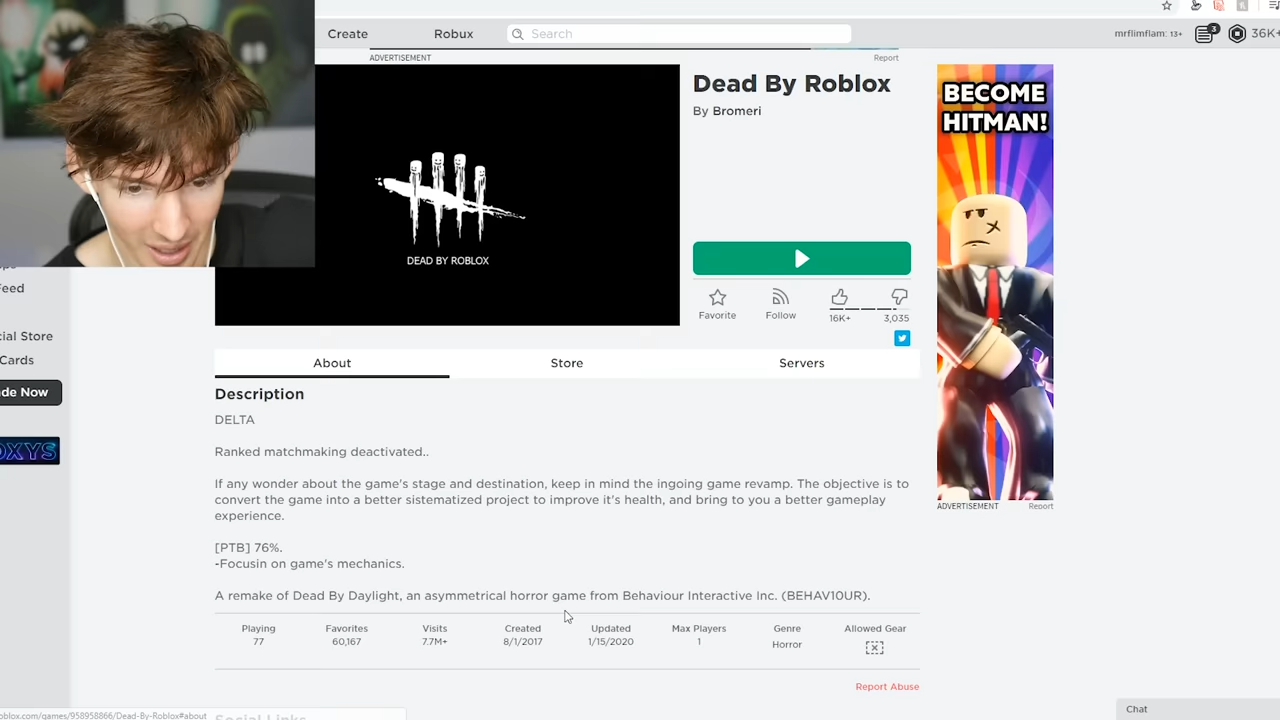 Create
Robux
Search
mrflimflam: 13+
3
36K+
ADVERTISEMENT
Report
Dead By Roblox
By Bromeri
DEAD BY ROBLOX
BECOME
HITMAN!
Feed
cial Store
Cards
de Now
OXYS
Favorite
Follow
16K+
3,035
About
Store
Servers
Description
DELTA
Ranked matchmaking deactivated..
If any wonder about the game's stage and destination, keep in mind the ingoing game revamp. The objective is to
convert the game into a better sistematized project to improve it's health, and bring to you a better gameplay
experience.
[PTB] 76%.
-Focusin on game's mechanics.
A remake of Dead By Daylight, an asymmetrical horror game from Behaviour Interactive Inc. (BEHAV10UR).
ADVERTISEMENT
Report
Playing
Favorites
Visits
Created
Updated
Max Players
Genre
Allowed Gear
77
60,167
7.7M+
8/1/2017
1/15/2020
1
Horror
Report Abuse
Chat
oblox.com/games/958958866/Dead-By-Roblox#about
Social Links